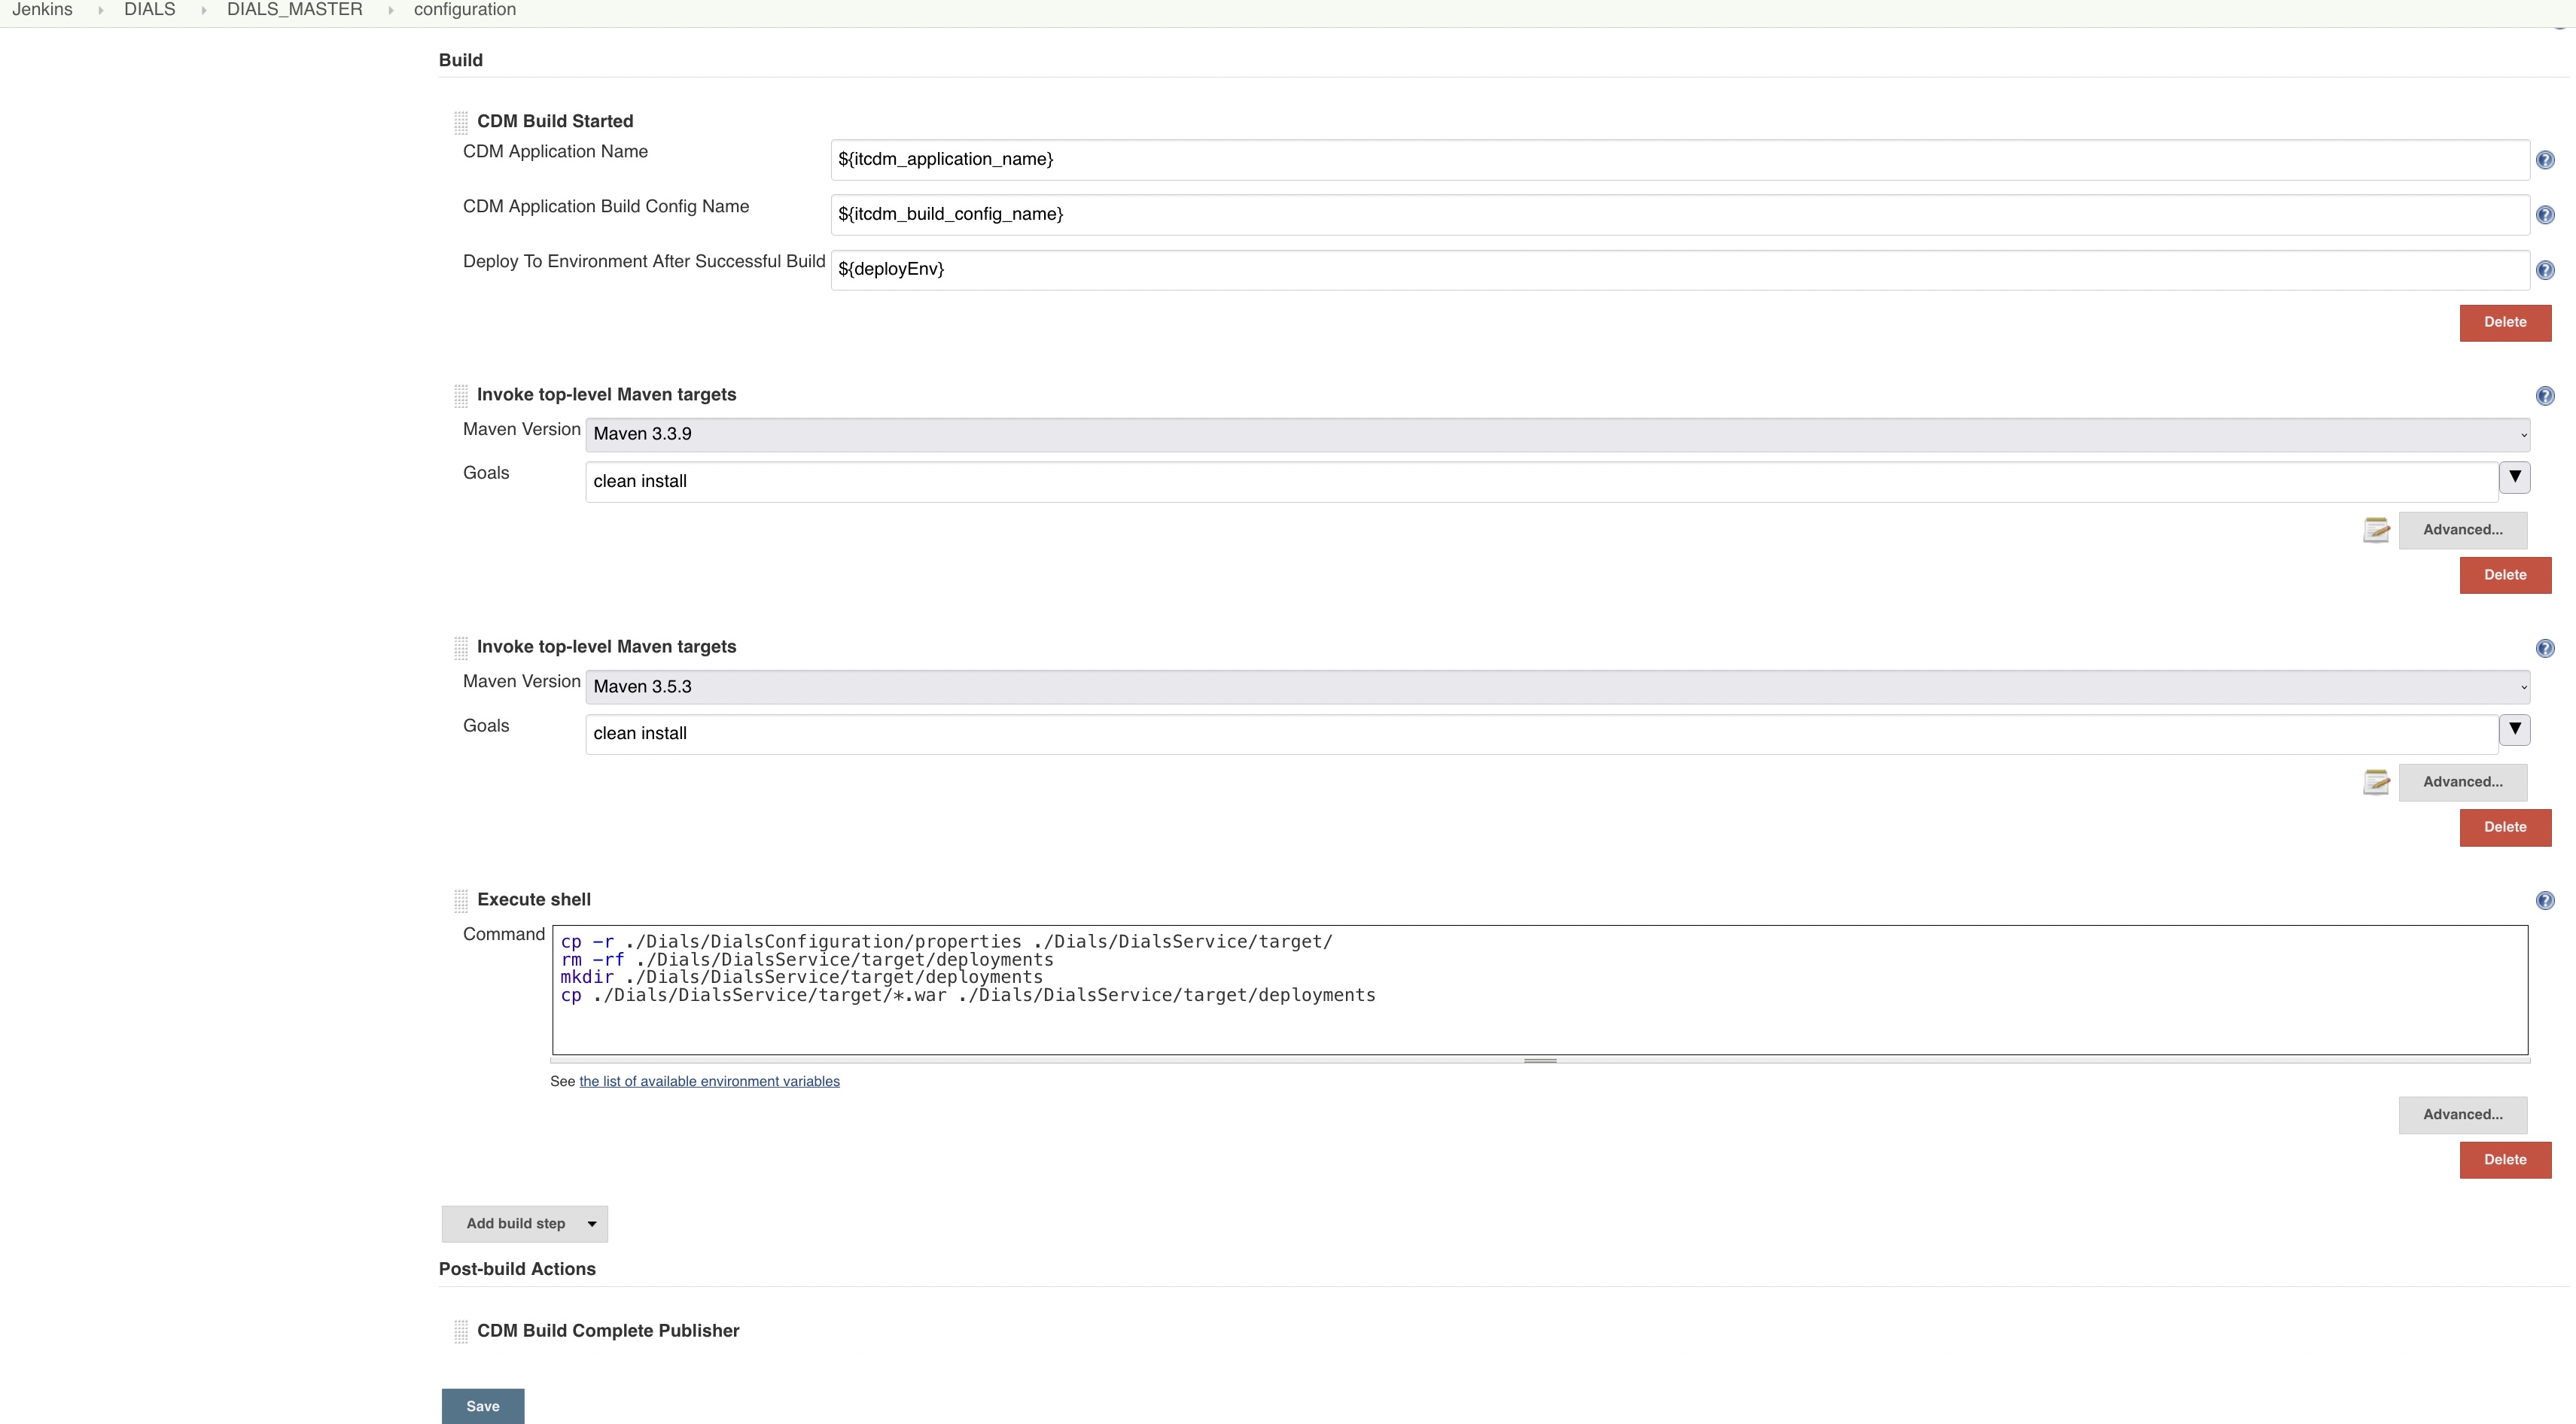 Jenkins DIALS DIALS_MASTER configuration
Build
CDM Build Started
CDM Application Name ${itcdm_application_name}
CDM Application Build Config Name ${itcdm_build_config_name}
Deploy To Environment After Successful Build ${deployEnv}
Delete
Invoke top-level Maven targets
Maven Version Maven 3.3.9
Goals clean install
Advanced...
Delete
Invoke top-level Maven targets
Maven Version Maven 3.5.3
Goals clean install
Advanced...
Delete
Execute shell
Command cp -r ./Dials/DialsConfiguration/properties ./Dials/DialsService/target/
rm -rf ./Dials/DialsService/target/deployments
mkdir ./Dials/DialsService/target/deployments
cp ./Dials/DialsService/target/*.war ./Dials/DialsService/target/deployments
See the list of available environment variables
Advanced...
Delete
Add build step
Post-build Actions
CDM Build Complete Publisher
Save